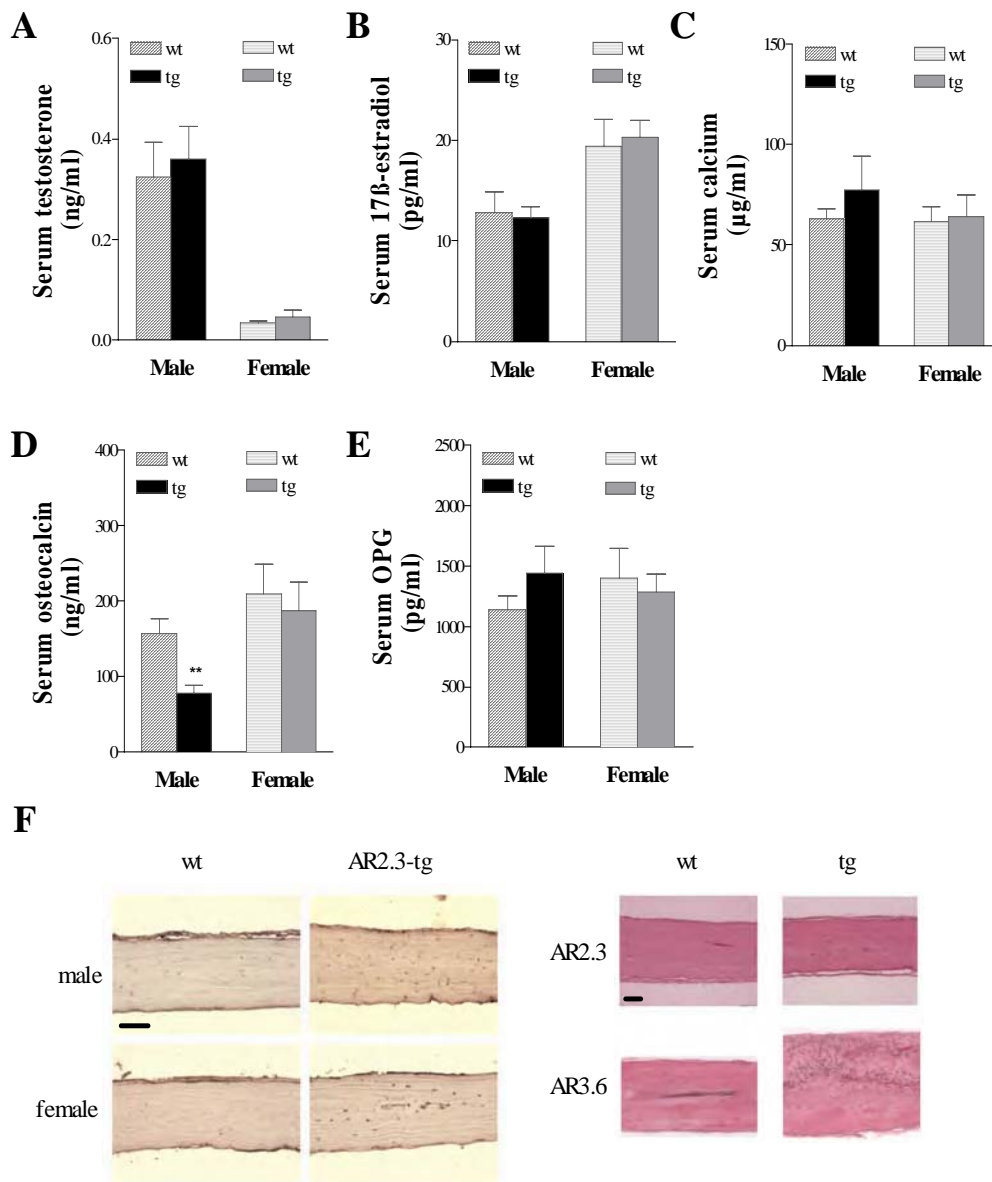 A
Serum testosterone
(ng/ml)
0.6
0.4
0.2
0.0
wt
tg
wt
tg
Male
Female
B
Serum 17ß-estradiol
(pg/ml)
30
20
10
0
wt
tg
wt
tg
Male
Female
C
Serum calcium
(µg/ml)
150
100
50
0
wt
tg
wt
tg
Male
Female
D
Serum osteocalcin
(ng/ml)
400
300
200
100
0
wt
tg
wt
tg
**
Male
Female
E
Serum OPG
(pg/ml)
2500
2000
1500
1000
500
0
wt
tg
wt
tg
Male
Female
F
wt
AR2.3-tg
male
female
wt
tg
AR2.3
AR3.6